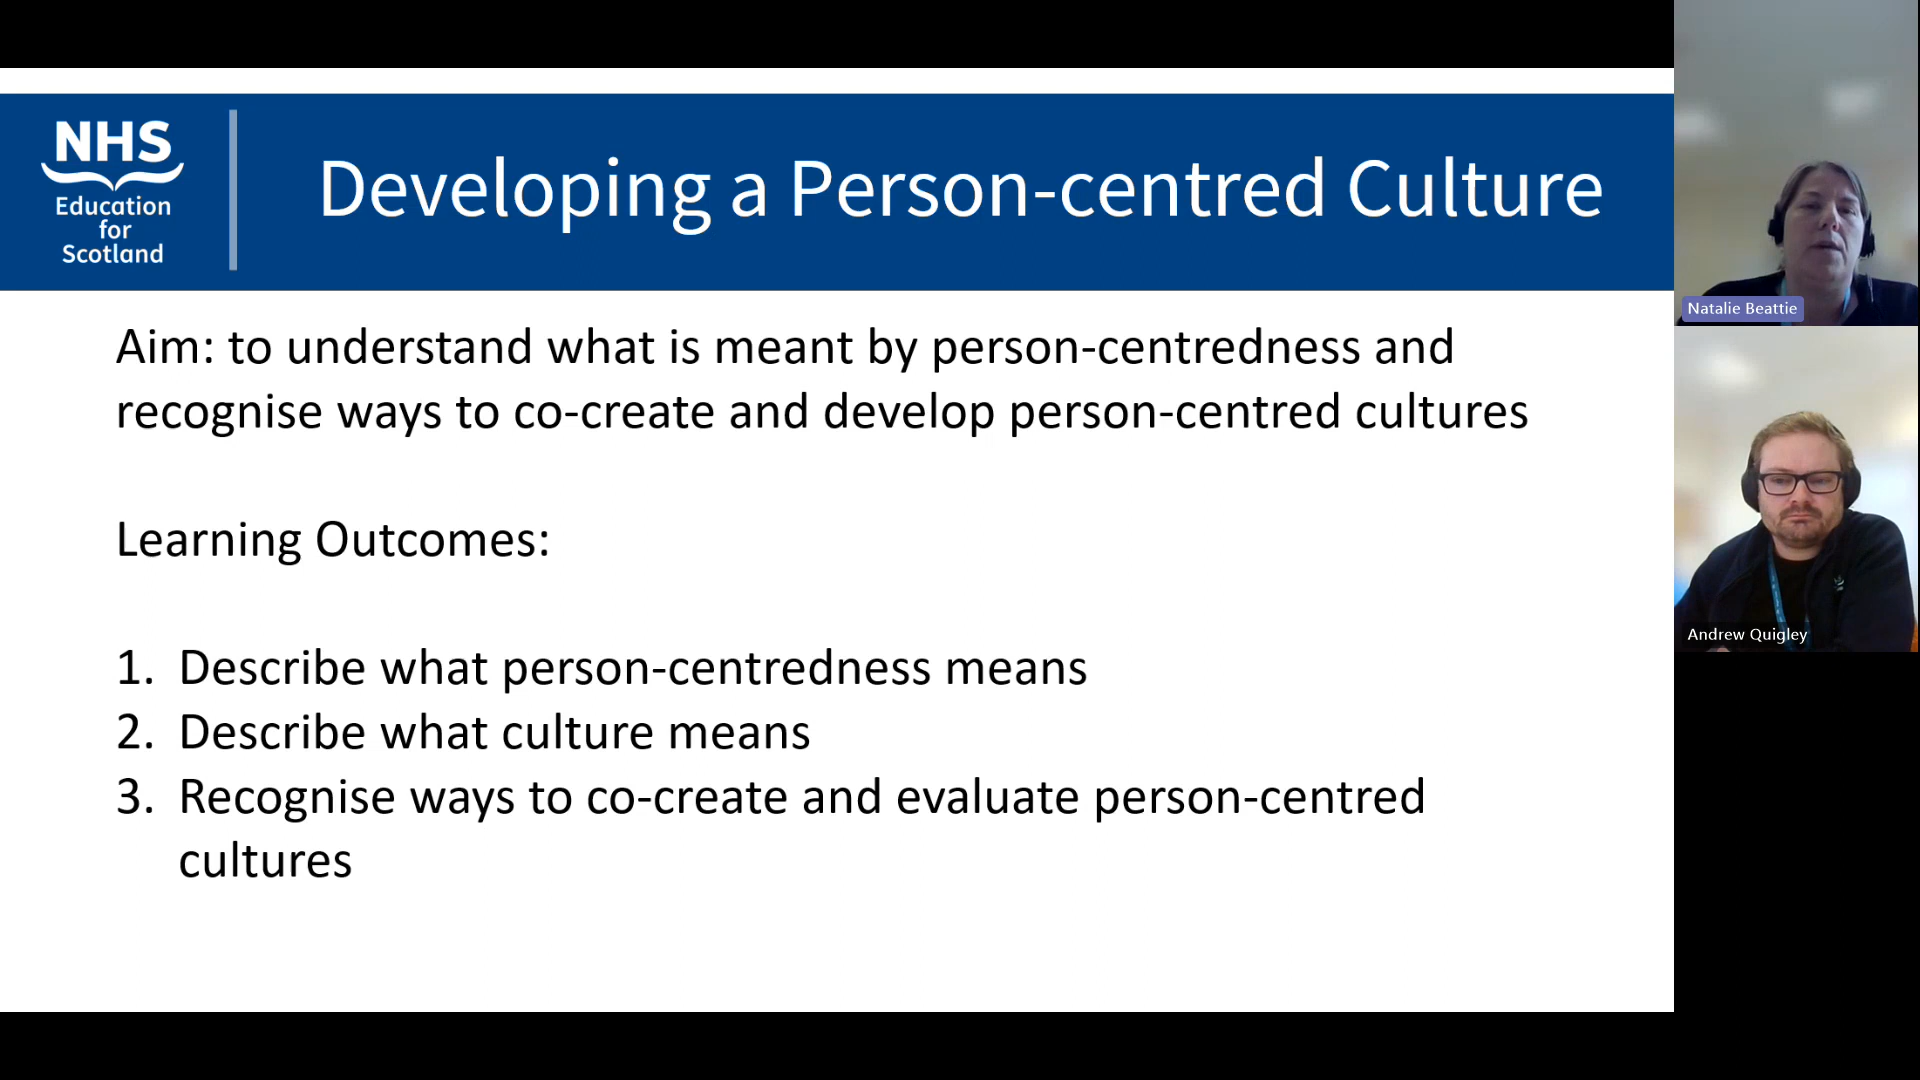 NHS
Education
for
Scotland
Developing a Person-centred Culture
Aim: to understand what is meant by person-centredness and
recognise ways to co-create and develop person-centred cultures
Learning Outcomes:
1. Describe what person-centredness means
2. Describe what culture means
3. Recognise ways to co-create and evaluate person-centred
cultures
Natalie Beattie
Andrew Quigley